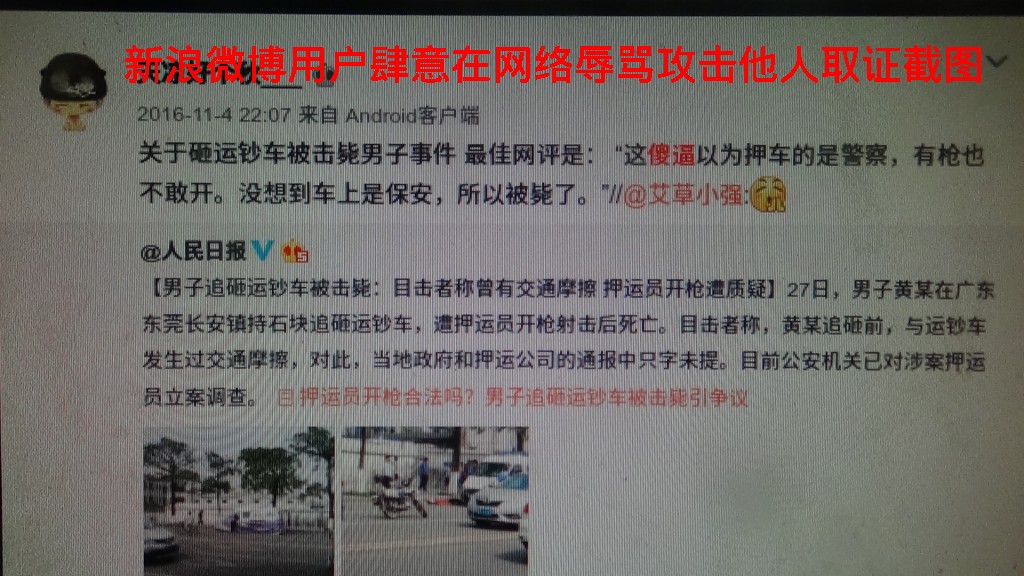 新浪微博用户肆意在网络辱骂攻击他人取证截图
2016-11-4 22:07 来自 Android客户端
关于砸运钞车被击毙男子事件 最佳网评是：“这傻逼以为押车的是警察，有枪也
不敢开。没想到车上是保安，所以被毙了。”//@艾草小强:
@人民日报
【男子追砸运钞车被击毙：目击者称曾有交通摩擦 押运员开枪遭质疑】27日，男子黄某在广东
东莞长安镇持石块追砸运钞车，遭押运员开枪射击后死亡。目击者称，黄某追砸前，与运钞车
发生过交通摩擦，对此，当地政府和押运公司的通报中只字未提。目前公安机关已对涉案押运
员立案调查。 押运员开枪合法吗？男子追砸运钞车被击毙引争议